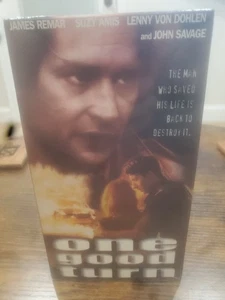 JAMES REMAR SUZY AMIS LENNY VON DOHLEN
and JOHN SAVAGE
THE MAN
WHO SAVED
HIS LIFE IS
BACK TO
DESTROY IT...
one
good
turn